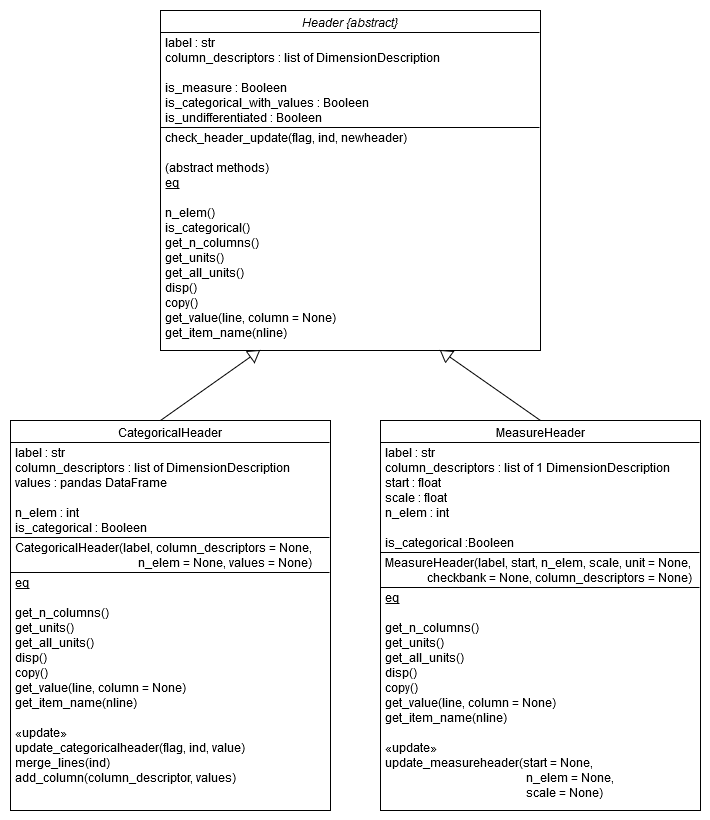 Header {abstract}
label : str
column_descriptors : list of DimensionDescription
is_measure : Booleen
is_categorical_with_values : Booleen
is_undifferentiated : Booleen
check_header_update(flag, ind, newheader)
(abstract methods)
eq
n_elem()
is_categorical()
get_n_columns()
get_units()
get_all_units()
disp()
copy()
get_value(line, column = None)
get_item_name(nline)
CategoricalHeader
label : str
column_descriptors : list of DimensionDescription
values : pandas DataFrame
n_elem : int
is_categorical : Booleen
CategoricalHeader(label, column_descriptors = None,
n_elem = None, values = None)
eq
get_n_columns()
get_units()
get_all_units()
disp()
copy()
get_value(line, column = None)
get_item_name(nline)
«update»
update_categoricalheader(flag, ind, value)
merge_lines(ind)
add_column(column_descriptor, values)
MeasureHeader
label : str
column_descriptors : list of 1 DimensionDescription
start : float
scale : float
n_elem : int
is_categorical :Booleen
MeasureHeader(label, start, n_elem, scale, unit = None,
checkbank = None, column_descriptors = None)
eq
get_n_columns()
get_units()
get_all_units()
disp()
copy()
get_value(line, column = None)
get_item_name(nline)
«update»
update_measureheader(start = None,
n_elem = None,
scale = None)